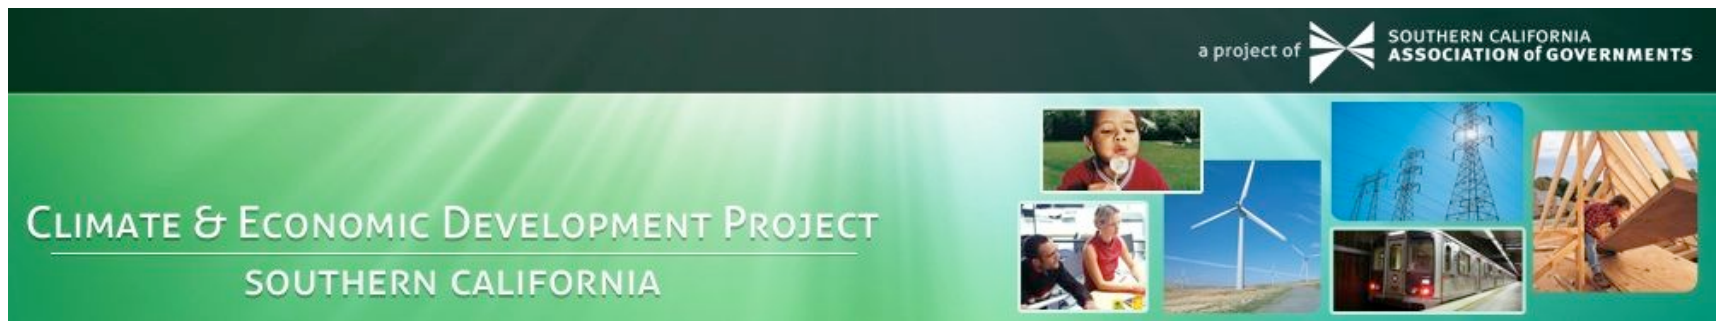 a project of
SOUTHERN CALIFORNIA
ASSOCIATION of GOVERNMENTS
CLIMATE & ECONOMIC DEVELOPMENT PROJECT
SOUTHERN CALIFORNIA